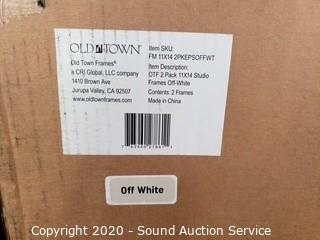 OLD TOWN
Old Town Frames®
a CRJ Global, LLC company
1410 Brown Ave
Jurupa Valley, CA 92507
www.oldtownframes.com
Item SKU:
FM 11X14 2PKEPSOFFWT
Item Description:
OTF 2 Pack 11X14 Studio
Frames Off-White
Contents: 2 Frames
Made in China
Off White
Copyright 2020 - Sound Auction Service